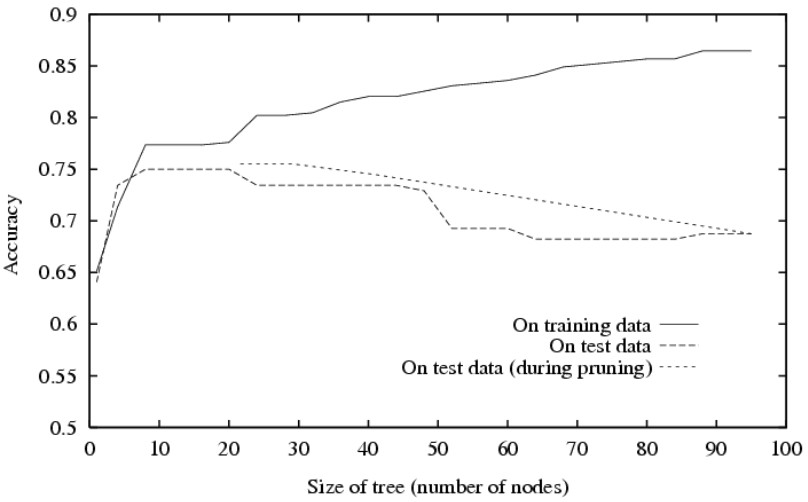 0.9
0.85
0.8
0.75
0.7
0.65
0.6
0.55
0.5
Accuracy
On training data
On test data
On test data (during pruning)
0 10 20 30 40 50 60 70 80 90 100
Size of tree (number of nodes)